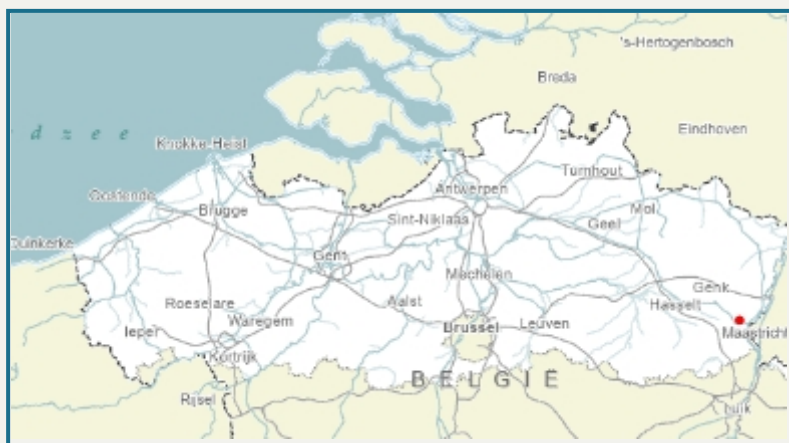 's-Hertogenbosch
Breda
d z e e
Eindhoven
Knokke-Heist
Turnhout
Antwerpen
Oostende
Brugge
Mol
Sint-Niklaas
Geel
Duinkerke
Gent
Mechelen
Genk
Roeselare
Aalst
Hasselt
Waregem
Ieper
Brussel
Leuven
Maastricht
Kortrijk
BELGIË
Rijsel
Luik